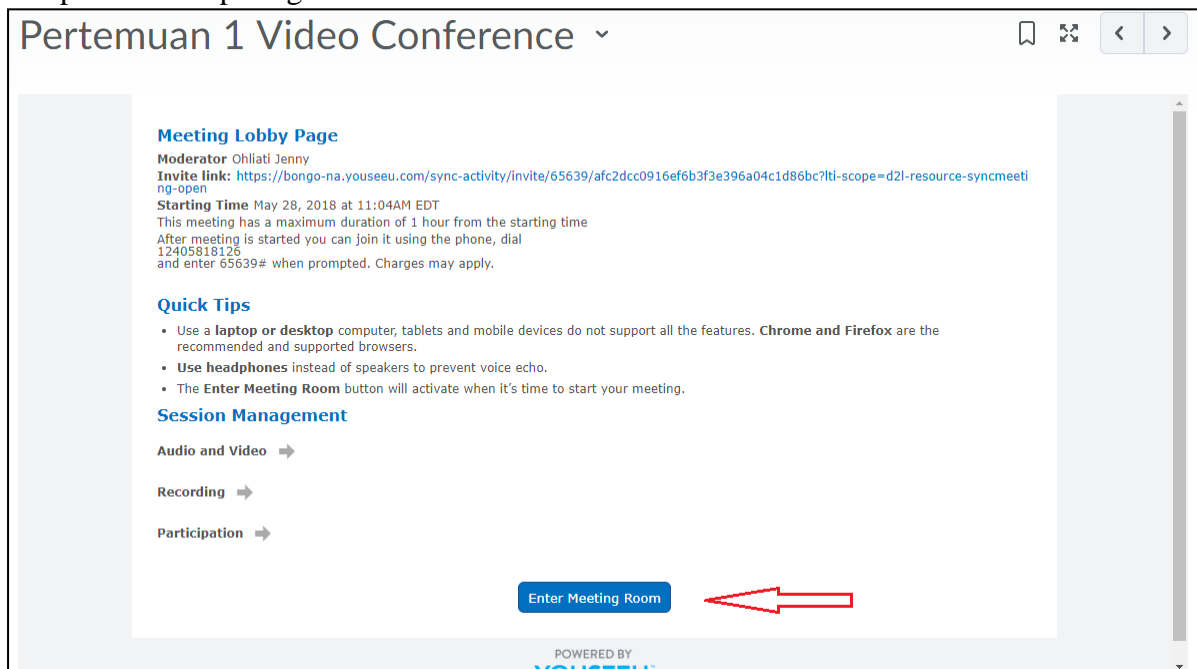 Pertemuan 1 Video Conference
Meeting Lobby Page
Moderator Ohliati Jenny
Invite link: https://bongo-na.youseeu.com/sync-activity/invite/65639/afc2dcc0916ef6b3f3e396a04c1d86bc?lti-scope=d2l-resource-syncmeeti
ng-open
Starting Time May 28, 2018 at 11:04AM EDT
This meeting has a maximum duration of 1 hour from the starting time
After meeting is started you can join it using the phone, dial
12405818126
and enter 65639# when prompted. Charges may apply.
Quick Tips
• Use a laptop or desktop computer, tablets and mobile devices do not support all the features. Chrome and Firefox are the
recommended and supported browsers.
• Use headphones instead of speakers to prevent voice echo.
• The Enter Meeting Room button will activate when it's time to start your meeting.
Session Management
Audio and Video
Recording
Participation
Enter Meeting Room
POWERED BY
YOUSEEU